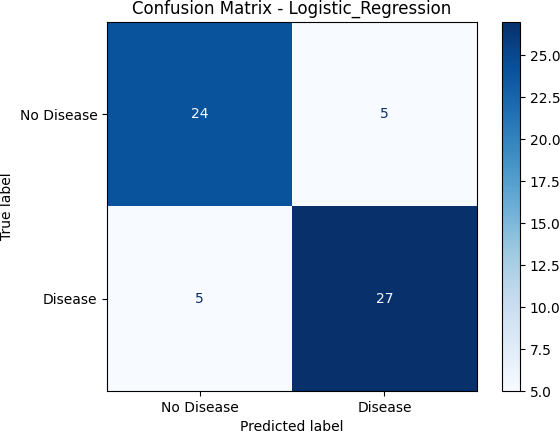 Confusion Matrix - Logistic_Regression
No Disease
24
5
Disease
5
27
True label
No Disease
Disease
Predicted label
25.0
22.5
20.0
17.5
15.0
12.5
10.0
7.5
5.0